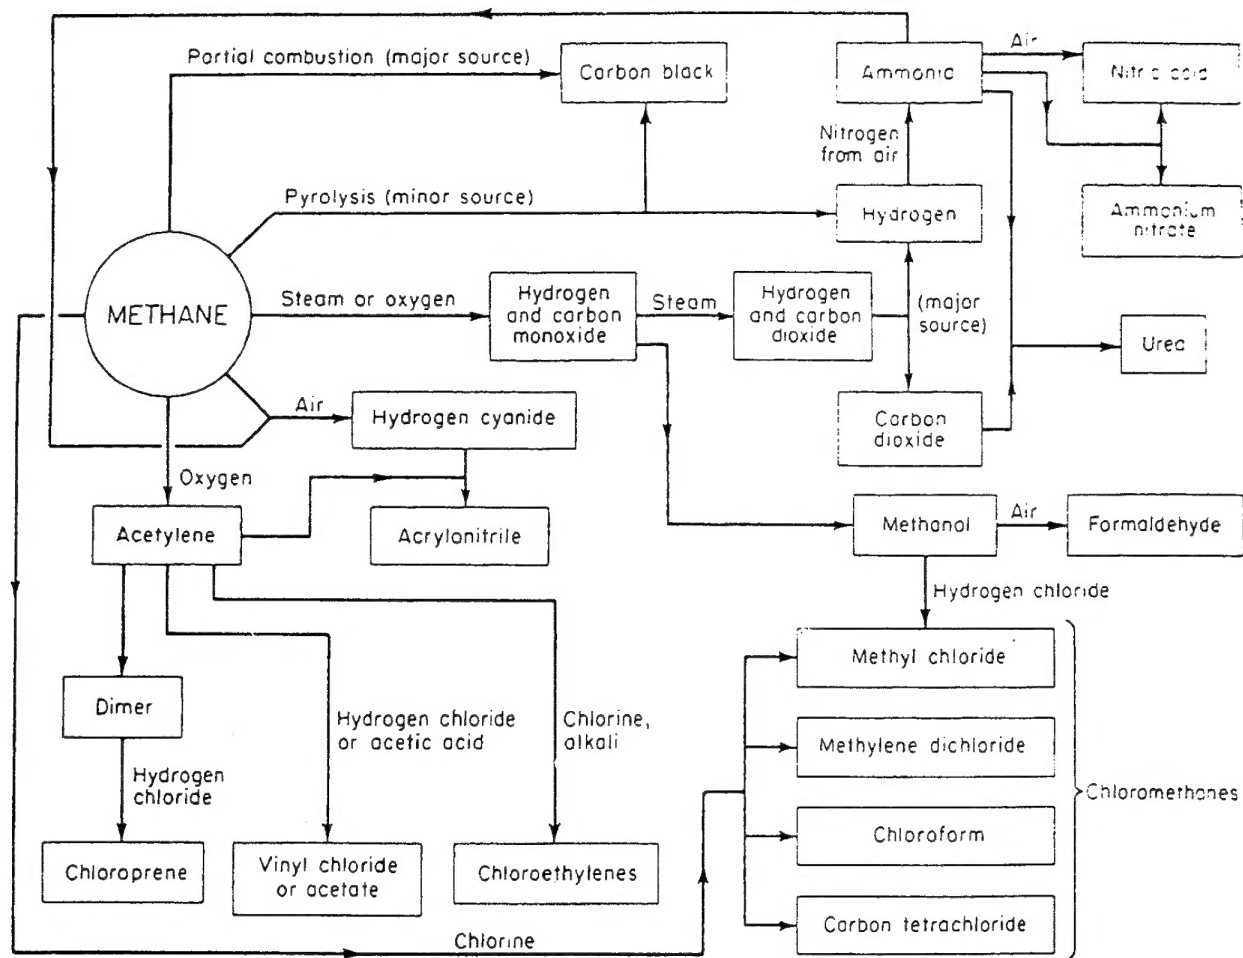 Air
Partial combustion (major source)
Carbon black
Ammonia
Nitric acid
Nitrogen
from air
Pyrolysis (minor source)
Hydrogen
Ammonium
nitrate
METHANE
Steam or oxygen
Hydrogen
and carbon
monoxide
Steam
Hydrogen
and carbon
dioxide
(major
source)
Urea
Air
Hydrogen cyanide
Carbon
dioxide
Oxygen
Acetylene
Acrylonitrile
Methanol
Air
Formaldehyde
Hydrogen chloride
Methyl chloride
Dimer
Hydrogen chloride
or acetic acid
Chlorine,
alkali
Methylene dichloride
Hydrogen
chloride
Chloromethanes
Chloroform
Chloroprene
Vinyl chloride
or acetate
Chloroethylenes
Carbon tetrachloride
Chlorine